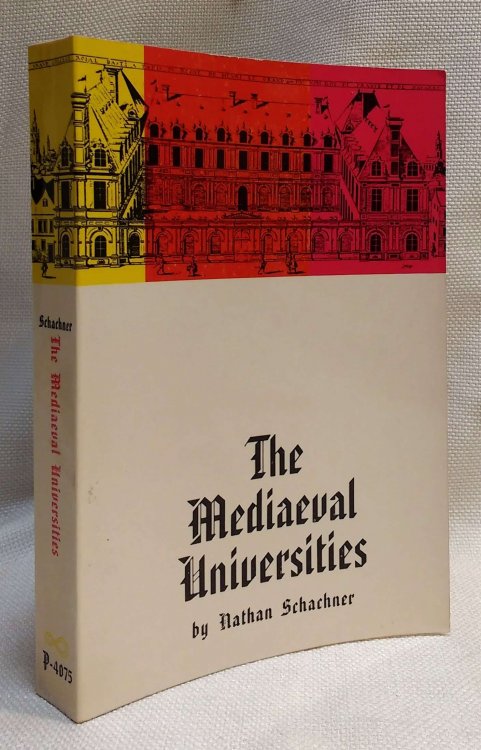 The
Mediaeval
Universities
by Nathan Schachner
Schachner
The Mediaeval Universities
P-4075